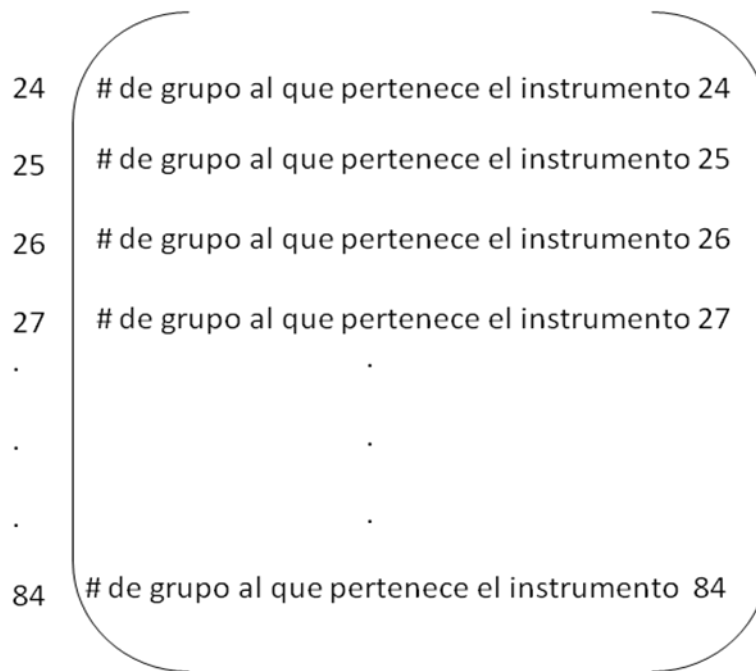 24 # de grupo al que pertenece el instrumento 24
25 # de grupo al que pertenece el instrumento 25
26 # de grupo al que pertenece el instrumento 26
27 # de grupo al que pertenece el instrumento 27
. .
. .
. .
84 # de grupo al que pertenece el instrumento 84